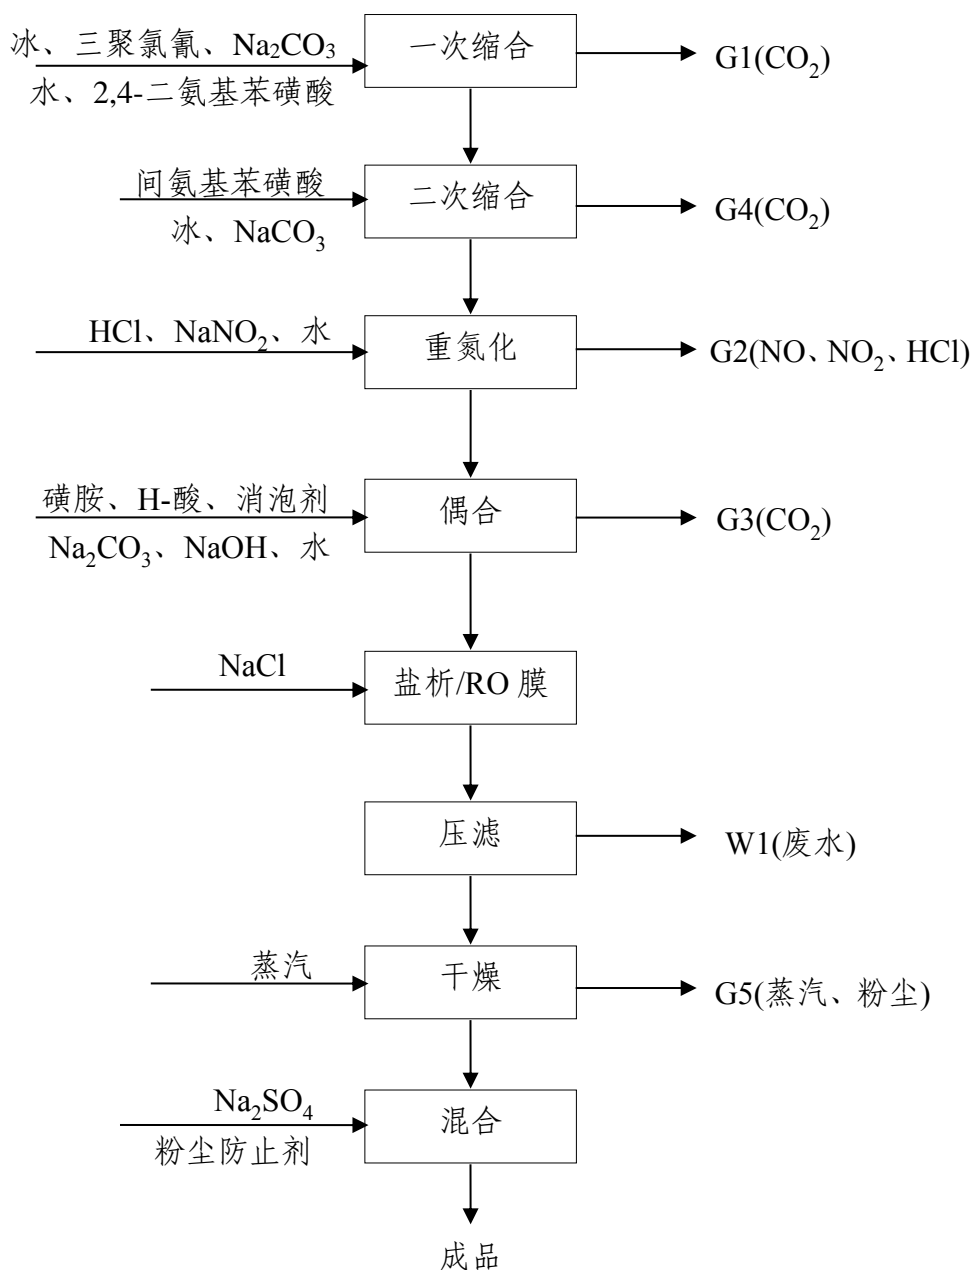 冰、三聚氯氰、Na₂CO₃
一次缩合
G1(CO₂)
水、2,4-二氨基苯磺酸
间氨基苯磺酸
二次缩合
G4(CO₂)
冰、NaCO₃
HCl、NaNO₂、水
重氮化
G2(NO、NO₂、HCl)
磺胺、H-酸、消泡剂
偶合
G3(CO₂)
Na₂CO₃、NaOH、水
NaCl
盐析/RO 膜
压滤
W1(废水)
蒸汽
干燥
G5(蒸汽、粉尘)
Na₂SO₄
混合
粉尘防止剂
成品